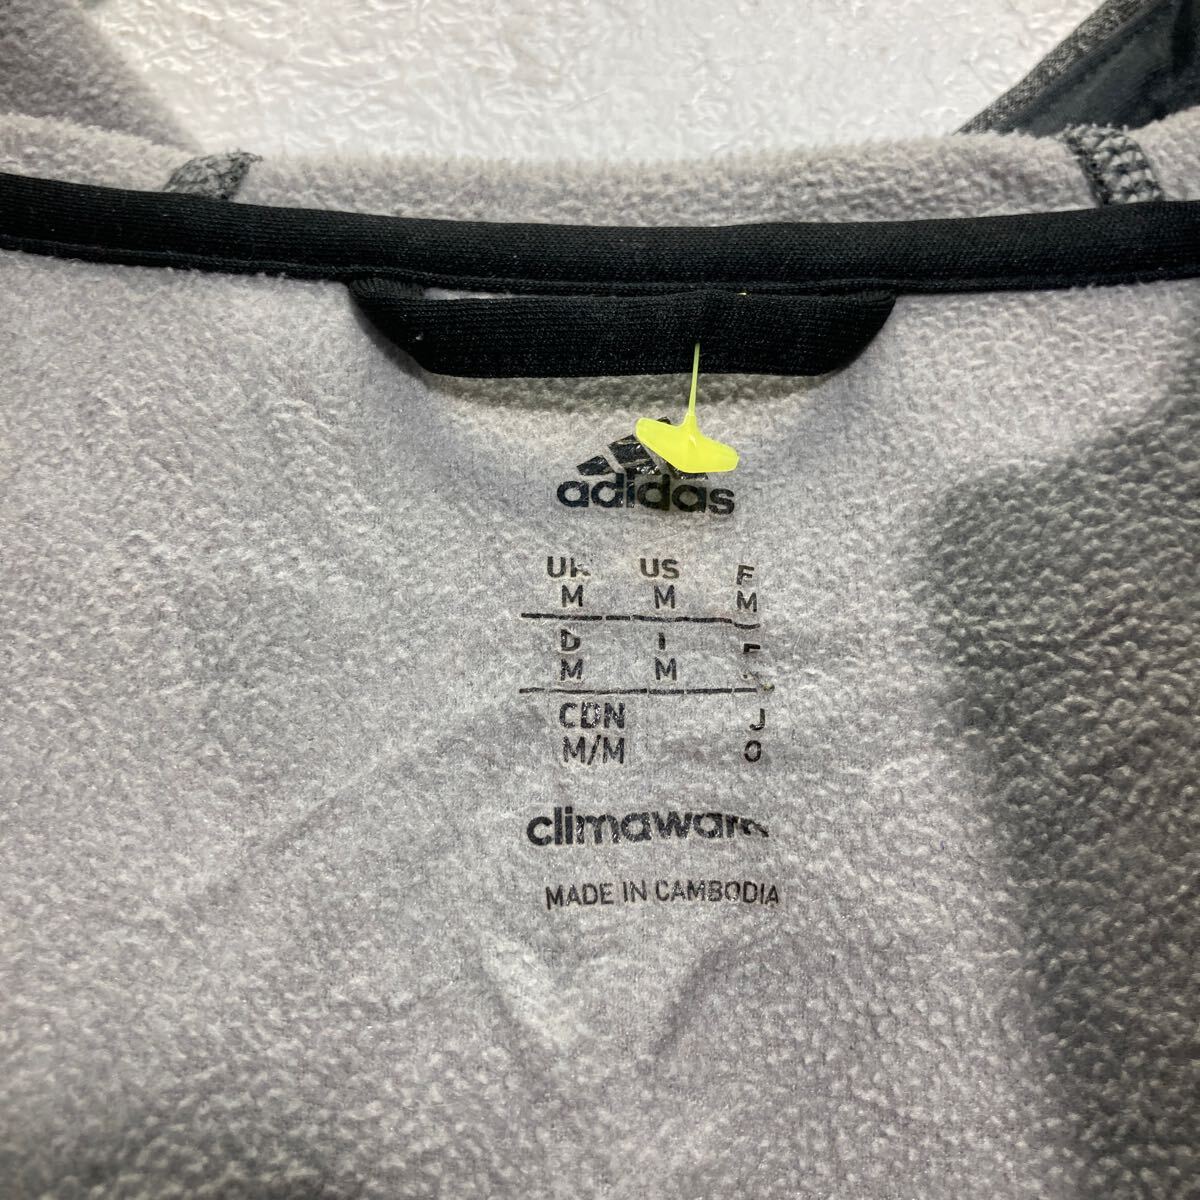 adidas
UK US F
M M M
D I
M M
CDN J
M/M O
climawarm
MADE IN CAMBODIA